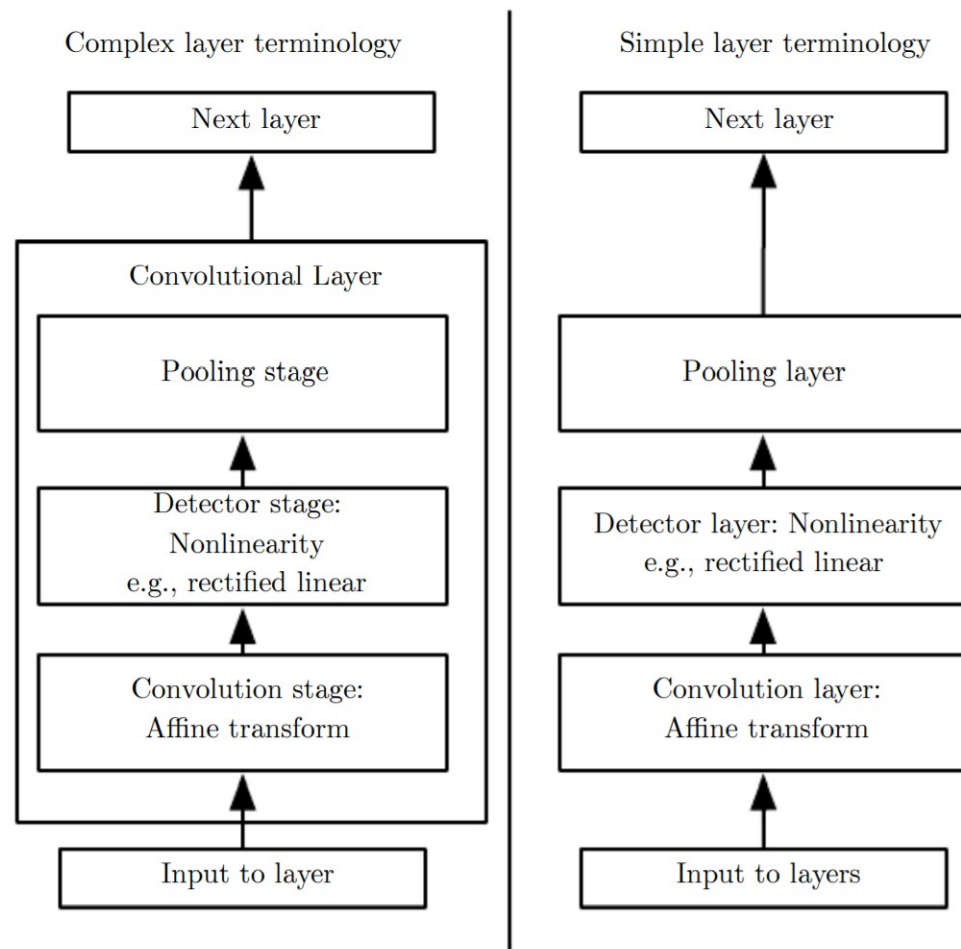 Complex layer terminology
Next layer
Convolutional Layer
Pooling stage
Detector stage:
Nonlinearity
e.g., rectified linear
Convolution stage:
Affine transform
Input to layer
Simple layer terminology
Next layer
Pooling layer
Detector layer: Nonlinearity
e.g., rectified linear
Convolution layer:
Affine transform
Input to layers